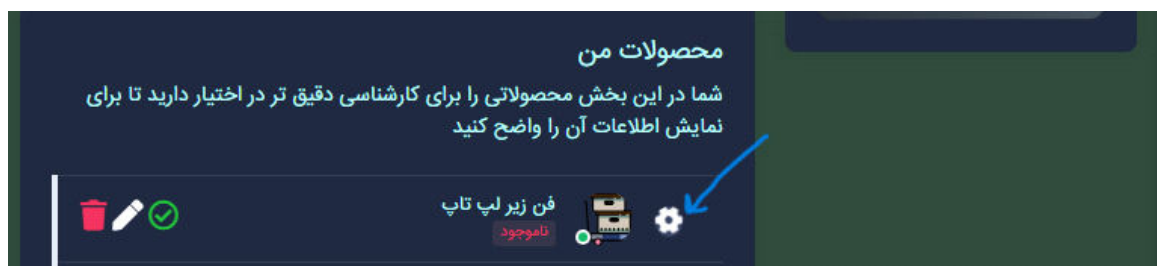 محصولات من
شما در این بخش محصولاتی را برای کارشناسی دقیق تر در اختیار دارید تا برای
نمایش اطلاعات آن را واضح کنید
فن زیر لپ تاپ
ناموجود